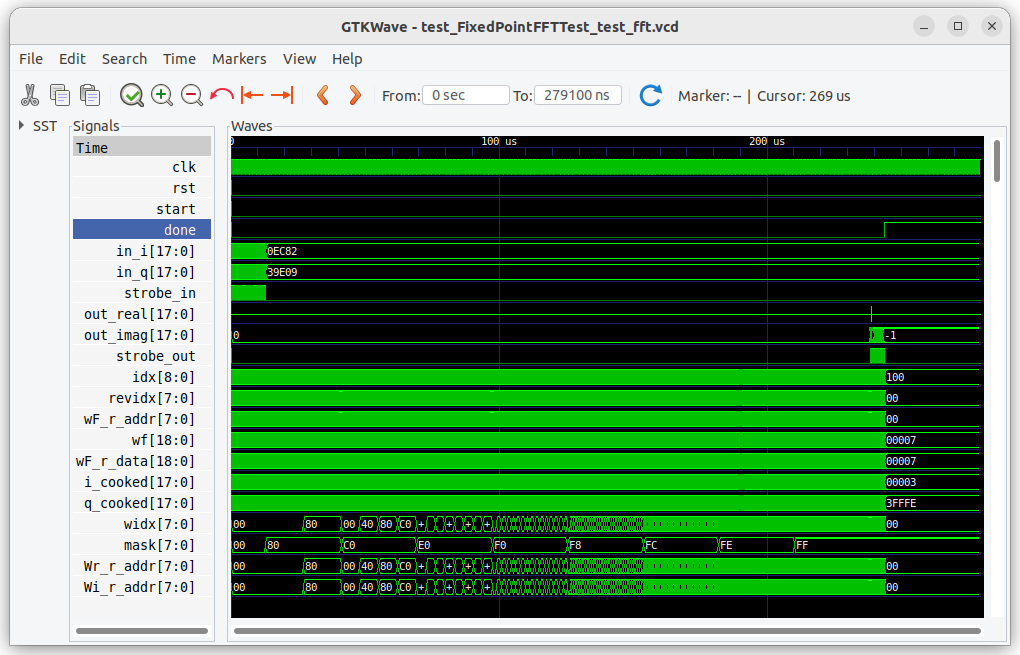 GTKWave - test_FixedPointFFTTest_test_fft.vcd
File Edit Search Time Markers View Help
From: 0 sec To: 279100 ns Marker: -- | Cursor: 269 us
SST Signals Waves
Time 0 100 us 200 us
clk
rst
start
done
in_i[17:0] 0EC82
in_q[17:0] 39E09
strobe_in
out_real[17:0]
out_imag[17:0] 0 -1
strobe_out
idx[8:0] 100
revidx[7:0] 00
wF_r_addr[7:0] 00
wf[18:0] 00007
wF_r_data[18:0] 00007
i_cooked[17:0] 00003
q_cooked[17:0] 3FFFE
widx[7:0] 00 80 00 40 80 C0 + + + + 00
mask[7:0] 00 80 C0 E0 F0 F8 FC FE FF
Wr_r_addr[7:0] 00 80 00 40 80 C0 + + + + 00
Wi_r_addr[7:0] 00 80 00 40 80 C0 + + + + 00